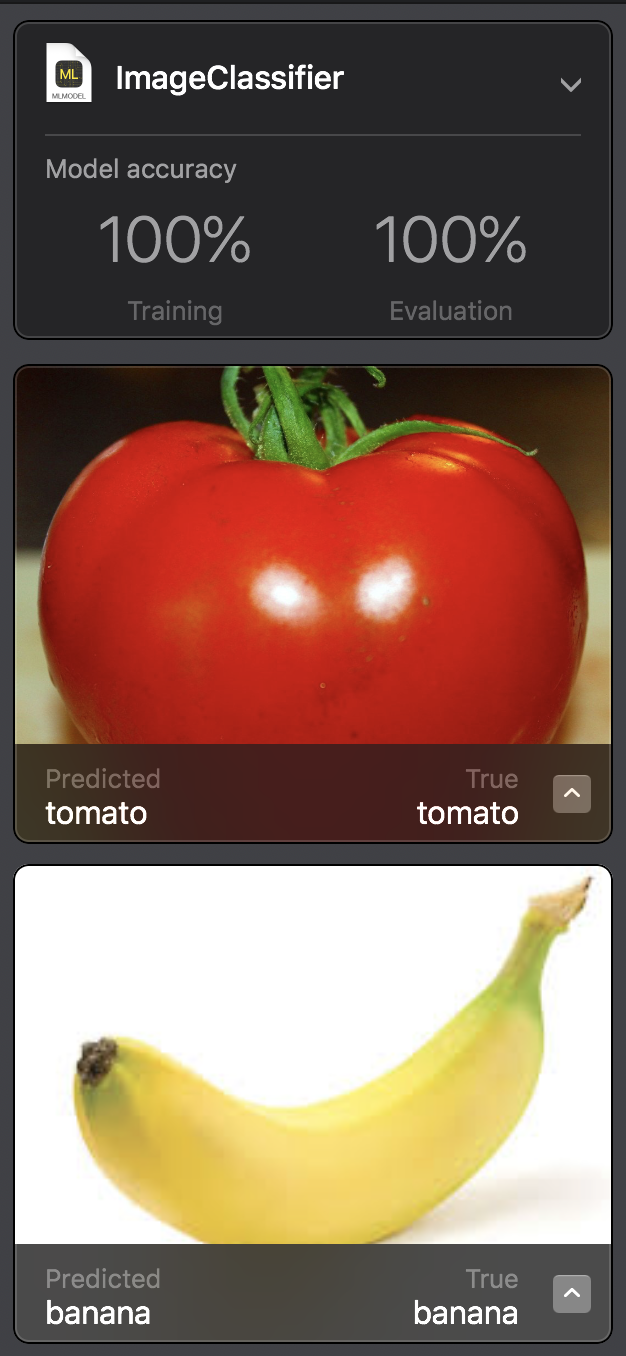 ML
MLMODEL
ImageClassifier
Model accuracy
100% 100%
Training Evaluation
Predicted True
tomato tomato
Predicted True
banana banana